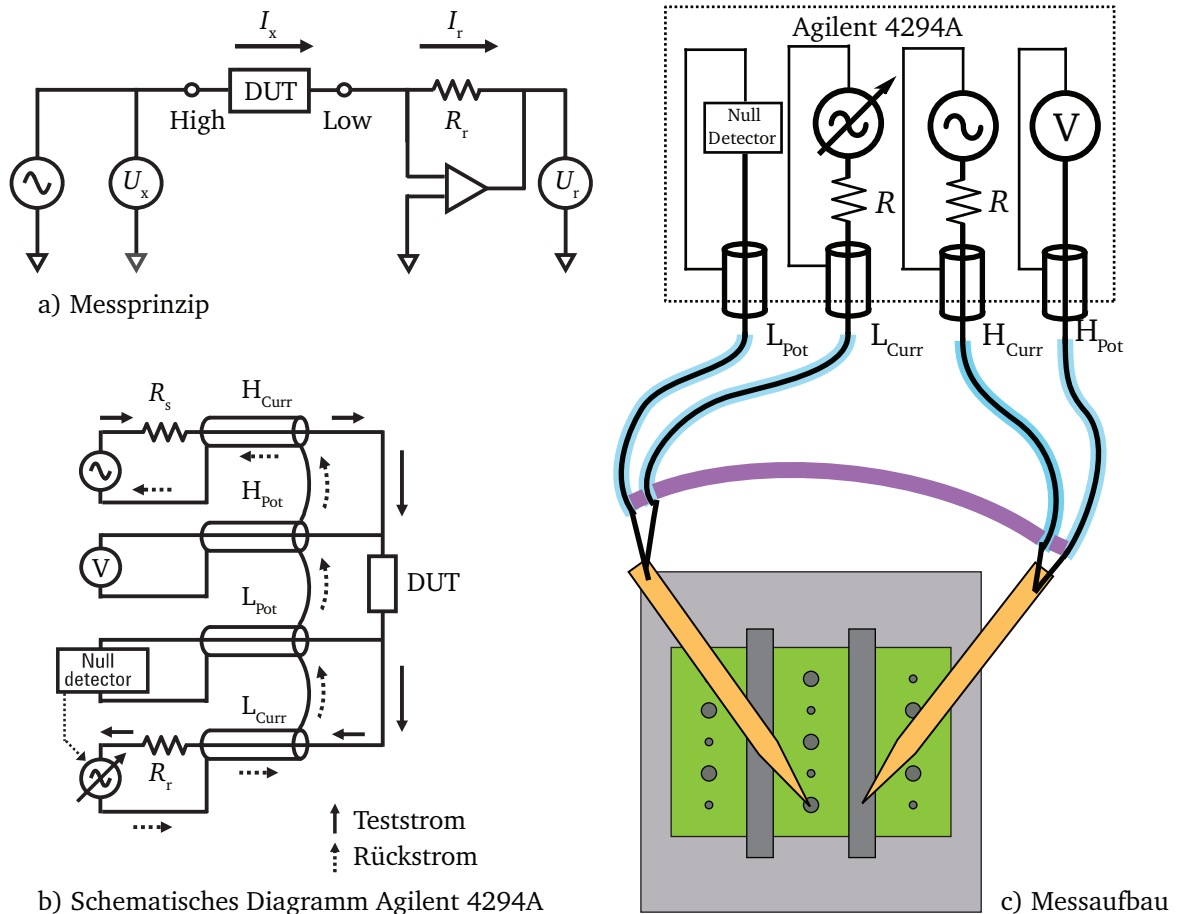 I_x
I_r
DUT
High
Low
R_r
U_x
U_r
a) Messprinzip
Agilent 4294A
Null
Detector
V
R
R
L_Pot
L_Curr
H_Curr
H_Pot
R_s
H_Curr
H_Pot
V
DUT
L_Pot
Null
detector
L_Curr
R_r
Teststrom
Rückstrom
b) Schematisches Diagramm Agilent 4294A
c) Messaufbau